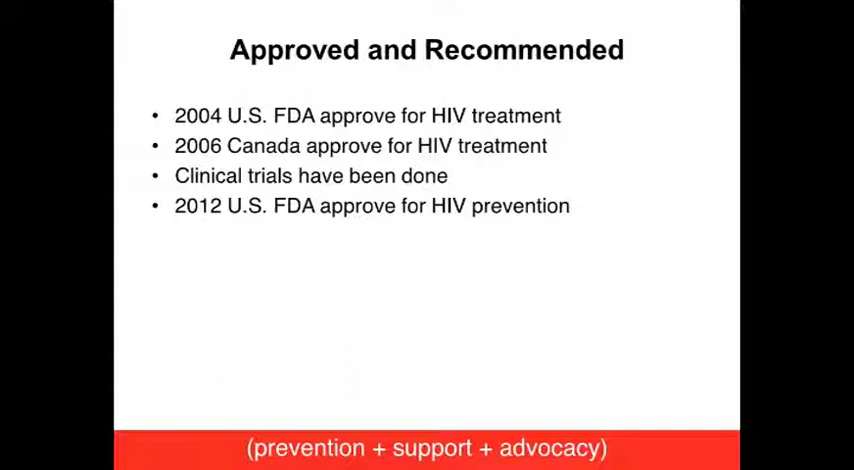 Approved and Recommended
• 2004 U.S. FDA approve for HIV treatment
• 2006 Canada approve for HIV treatment
• Clinical trials have been done
• 2012 U.S. FDA approve for HIV prevention
(prevention + support + advocacy)